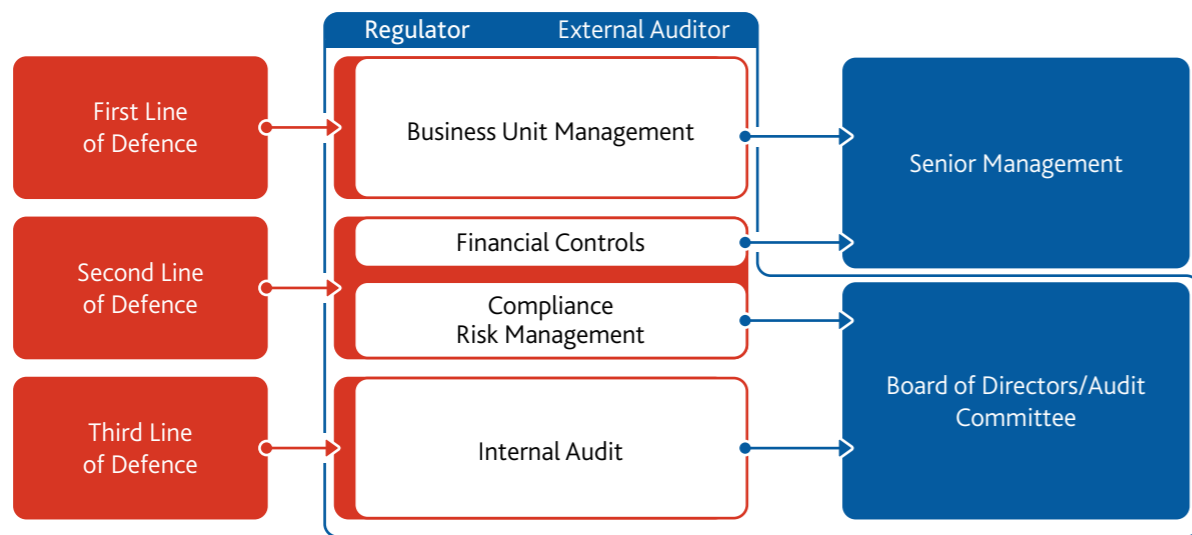 Regulator
External Auditor
First Line
of Defence
Business Unit Management
Senior Management
Second Line
of Defence
Financial Controls
Compliance
Risk Management
Board of Directors/Audit
Committee
Third Line
of Defence
Internal Audit